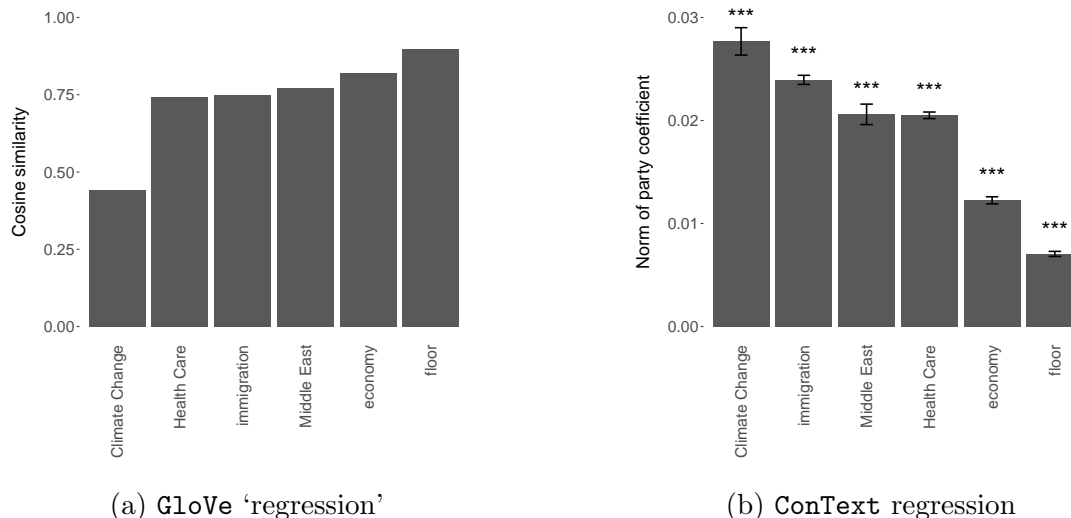 1.00
0.75
0.50
0.25
0.00
Cosine similarity
Climate Change
Health Care
immigration
Middle East
economy
floor
(a) GloVe ‘regression’
0.03
0.02
0.01
0.00
Norm of party coefficient
***
***
***
***
***
***
Climate Change
immigration
Middle East
Health Care
economy
floor
(b) ConText regression